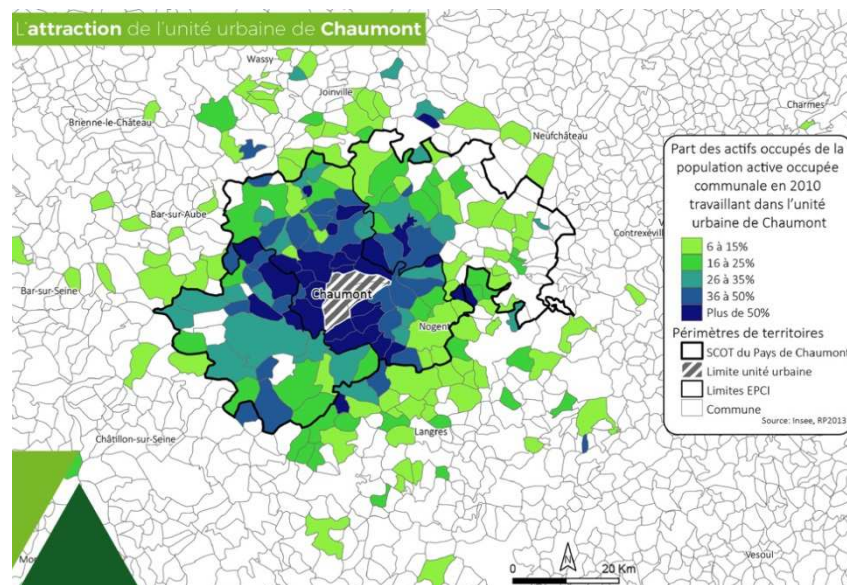 L'attraction de l'unité urbaine de Chaumont
Wassy
Joinville
Brienne-le-Château
Charmes
Neufchâteau
Bar-sur-Aube
Contrexéville
Bar-sur-Seine
Chaumont
Nogent
Langres
Châtillon-sur-Seine
Vesoul
Part des actifs occupés de la
population active occupée
communale en 2010
travaillant dans l'unité
urbaine de Chaumont
6 à 15%
16 à 25%
26 à 35%
36 à 50%
Plus de 50%
Périmètres de territoires
SCOT du Pays de Chaumont
Limite unité urbaine
Limites EPCI
Commune
Source: Insee, RP2013
N
0 20 Km